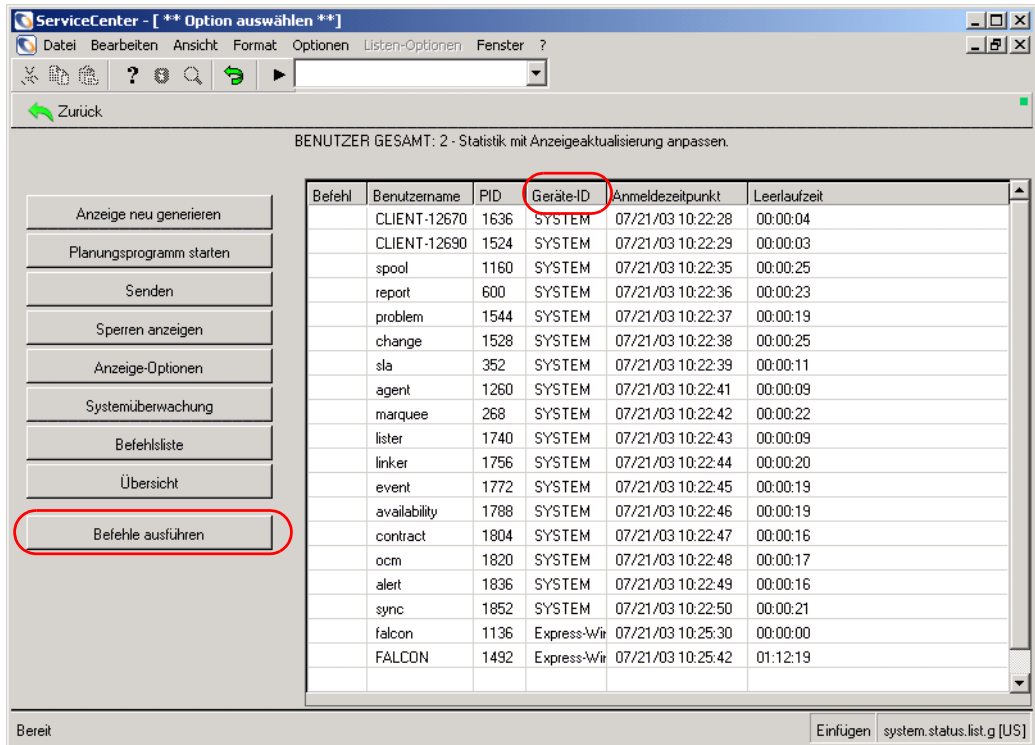 ServiceCenter - [ ** Option auswählen **]
Datei Bearbeiten Ansicht Format Optionen Listen-Optionen Fenster ?
Zurück
BENUTZER GESAMT: 2 - Statistik mit Anzeigeaktualisierung anpassen.
Anzeige neu generieren
Planungsprogramm starten
Senden
Sperren anzeigen
Anzeige-Optionen
Systemüberwachung
Befehlsliste
Übersicht
Befehle ausführen
Befehl Benutzername PID Geräte-ID Anmeldezeitpunkt Leerlaufzeit
CLIENT-12670 1636 SYSTEM 07/21/03 10:22:28 00:00:04
CLIENT-12690 1524 SYSTEM 07/21/03 10:22:29 00:00:03
spool 1160 SYSTEM 07/21/03 10:22:35 00:00:25
report 600 SYSTEM 07/21/03 10:22:36 00:00:23
problem 1544 SYSTEM 07/21/03 10:22:37 00:00:19
change 1528 SYSTEM 07/21/03 10:22:38 00:00:25
sla 352 SYSTEM 07/21/03 10:22:39 00:00:11
agent 1260 SYSTEM 07/21/03 10:22:41 00:00:09
marquee 268 SYSTEM 07/21/03 10:22:42 00:00:22
lister 1740 SYSTEM 07/21/03 10:22:43 00:00:09
linker 1756 SYSTEM 07/21/03 10:22:44 00:00:20
event 1772 SYSTEM 07/21/03 10:22:45 00:00:19
availability 1788 SYSTEM 07/21/03 10:22:46 00:00:19
contract 1804 SYSTEM 07/21/03 10:22:47 00:00:16
ocm 1820 SYSTEM 07/21/03 10:22:48 00:00:17
alert 1836 SYSTEM 07/21/03 10:22:49 00:00:16
sync 1852 SYSTEM 07/21/03 10:22:50 00:00:21
falcon 1136 Express-Wir 07/21/03 10:25:30 00:00:00
FALCON 1492 Express-Wir 07/21/03 10:25:42 01:12:19
Bereit Einfügen system.status.list.g [US]